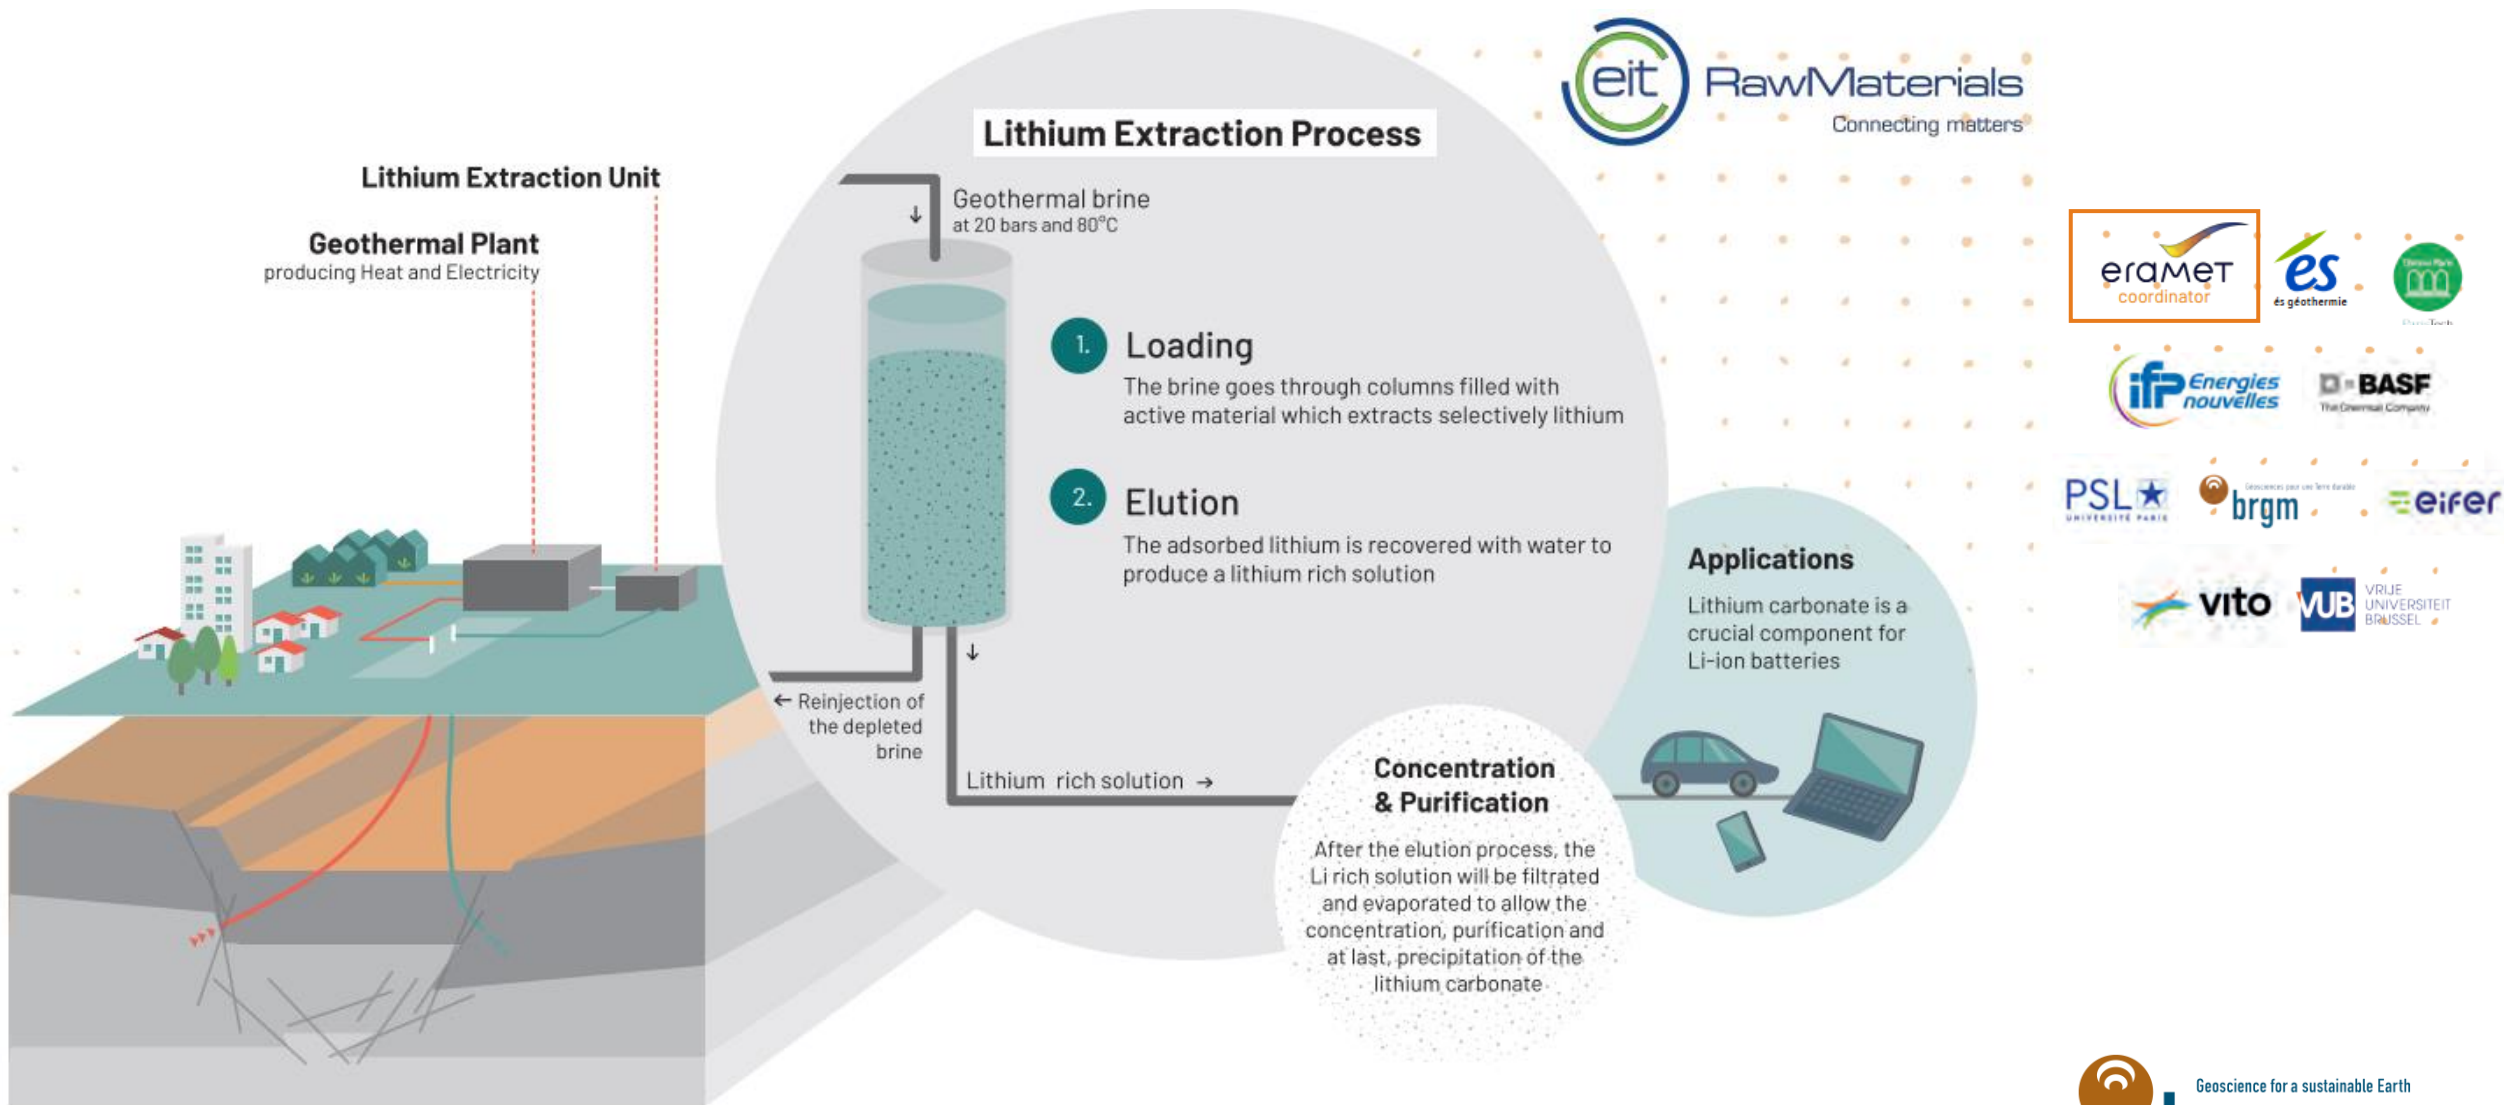 eit RawMaterials
Connecting matters
Lithium Extraction Process
Lithium Extraction Unit
Geothermal Plant
producing Heat and Electricity
Geothermal brine
at 20 bars and 80°C
1. Loading
The brine goes through columns filled with
active material which extracts selectively lithium
2. Elution
The adsorbed lithium is recovered with water to
produce a lithium rich solution
← Reinjection of
the depleted
brine
Lithium rich solution →
Concentration
& Purification
After the elution process, the
Li rich solution will be filtrated
and evaporated to allow the
concentration, purification and
at last, precipitation of the
lithium carbonate
Applications
Lithium carbonate is a
crucial component for
Li-ion batteries
eramet
coordinator
és
és géothermie
ifp Energies
nouvelles
BASF
The Chemical Company
PSL
UNIVERSITÉ PARIS
Géosciences pour une Terre durable
brgm
eifer
vito
VUB
VRIJE
UNIVERSITEIT
BRUSSEL
Geoscience for a sustainable Earth